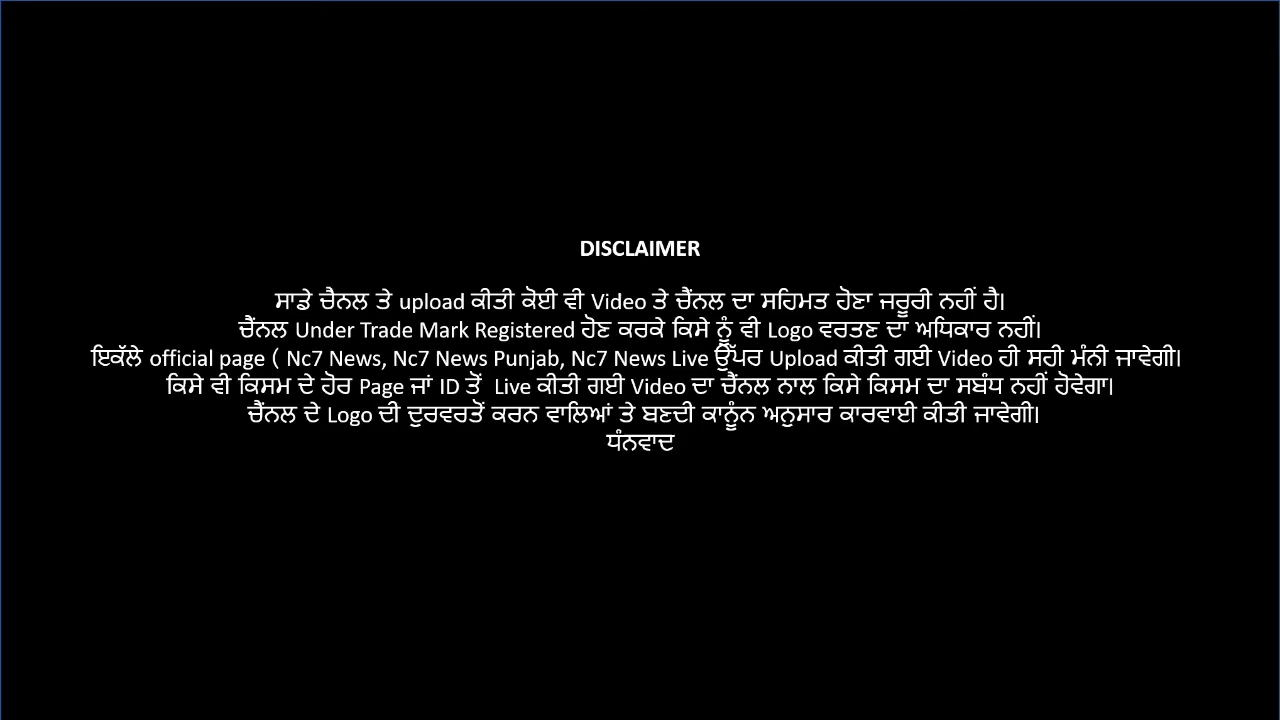 DISCLAIMER
ਸਾਡੇ ਚੈਨਲ ਤੇ upload ਕੀਤੀ ਕੋਈ ਵੀ Video ਤੇ ਚੈਂਨਲ ਦਾ ਸਹਿਮਤ ਹੋਣਾ ਜਰੂਰੀ ਨਹੀਂ ਹੈ।
ਚੈਂਨਲ Under Trade Mark Registered ਹੋਣ ਕਰਕੇ ਕਿਸੇ ਨੂੰ ਵੀ Logo ਵਰਤਣ ਦਾ ਅਧਿਕਾਰ ਨਹੀਂ।
ਇਕੱਲੇ official page ( Nc7 News, Nc7 News Punjab, Nc7 News Live ਉੱਪਰ Upload ਕੀਤੀ ਗਈ Video ਹੀ ਸਹੀ ਮੰਨੀ ਜਾਵੇਗੀ।
ਕਿਸੇ ਵੀ ਕਿਸਮ ਦੇ ਹੋਰ Page ਜਾਂ ID ਤੋਂ Live ਕੀਤੀ ਗਈ Video ਦਾ ਚੈਂਨਲ ਨਾਲ ਕਿਸੇ ਕਿਸਮ ਦਾ ਸਬੰਧ ਨਹੀਂ ਹੋਵੇਗਾ।
ਚੈਂਨਲ ਦੇ Logo ਦੀ ਦੁਰਵਰਤੋਂ ਕਰਨ ਵਾਲਿਆਂ ਤੇ ਬਣਦੀ ਕਾਨੂੰਨ ਅਨੁਸਾਰ ਕਾਰਵਾਈ ਕੀਤੀ ਜਾਵੇਗੀ।
ਧੰਨਵਾਦ